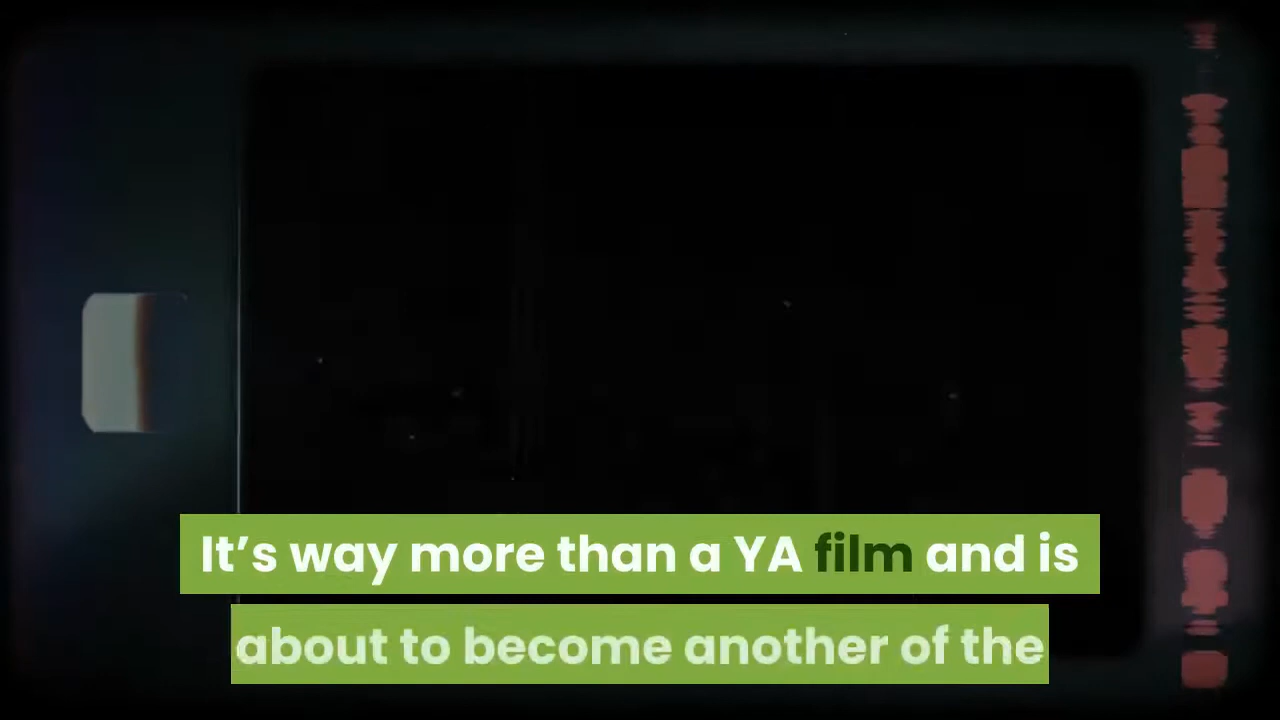 It’s way more than a YA film and is
about to become another of the